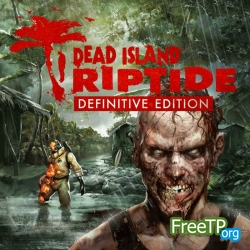 DEAD ISLAND
RIPTIDE
DEFINITIVE EDITION
FreeTP
.org